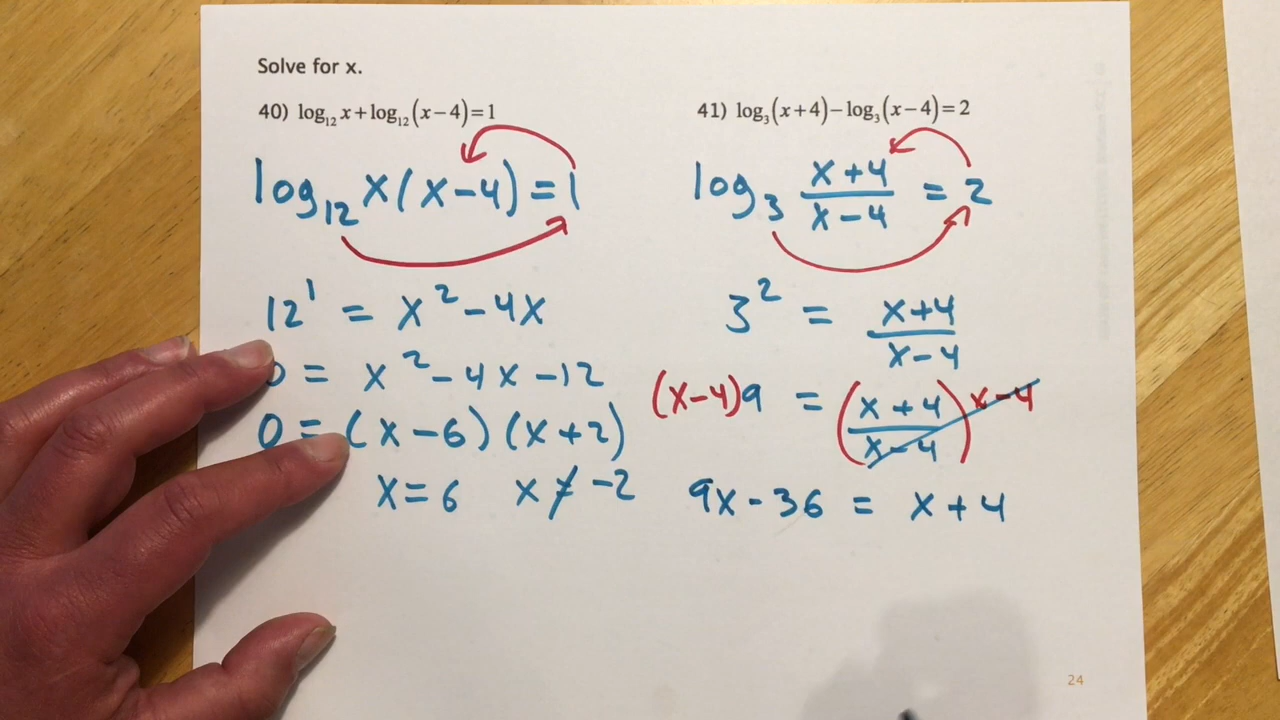 Solve for x.
40) log₁₂ x + log₁₂ (x − 4) = 1
log₁₂ x(x−4) = 1
12¹ = x² − 4x
0 = x² − 4x − 12
0 = (x − 6)(x + 2)
x = 6 x ≠ −2
41) log₃ (x + 4) − log₃ (x − 4) = 2
log₃ (x+4)/(x−4) = 2
3² = (x+4)/(x−4)
(x−4)9 = ((x+4)/(x−4)) x−4
9x − 36 = x + 4
24